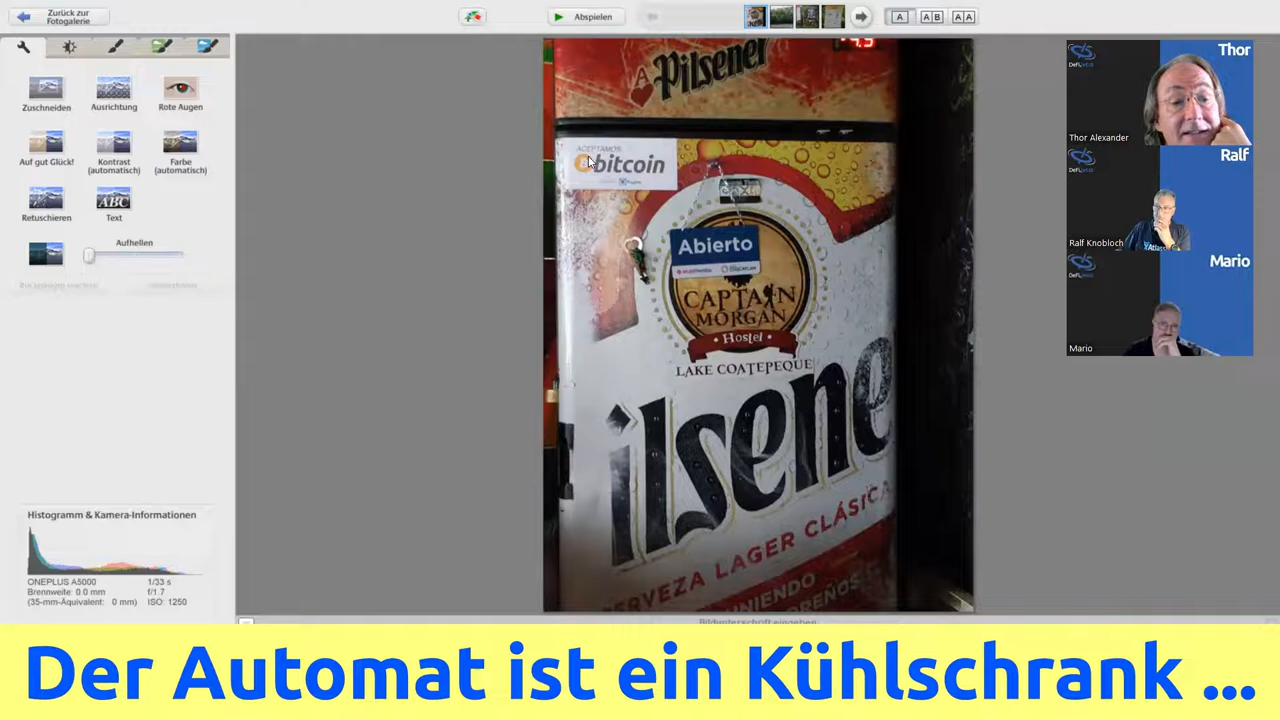 Zurück zur
Fotogalerie
Abspielen
A
A B
A A
Zuschneiden
Ausrichtung
Rote Augen
Auf gut Glück!
Kontrast
(automatisch)
Farbe
(automatisch)
Retuschieren
ABC
Text
Aufhellen
Histogramm & Kamera-Informationen
ONEPLUS A5000
1/33 s
Brennweite: 0.0 mm
f/1.7
(35-mm-Äquivalent: 0 mm)
ISO: 1250
Pilsener
ACEPTAMOS
bitcoin
Abierto
CAPTAIN
MORGAN
• Hostel •
LAKE COATEPEQUE
ilsene
ERVEZA LAGER CLÁSICA
Bildunterschrift eingeben
Thor
Thor Alexander
Ralf
Ralf Knobloch
Mario
Mario
Der Automat ist ein Kühlschrank ...